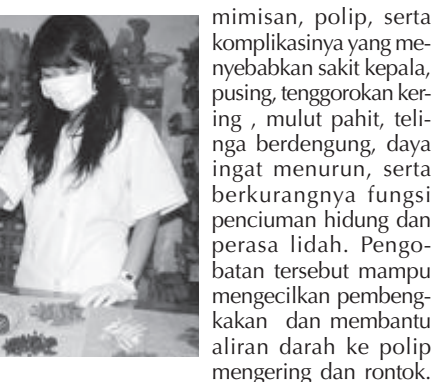 mimisan, polip, serta
komplikasinya yang me-
nyebabkan sakit kepala,
pusing, tenggorokan ker-
ing , mulut pahit, teli-
nga berdengung, daya
ingat menurun, serta
berkurangnya fungsi
penciuman hidung dan
perasa lidah. Pengo-
batan tersebut mampu
mengecilkan pembeng-
kakan dan membantu
aliran darah ke polip
mengering dan rontok.